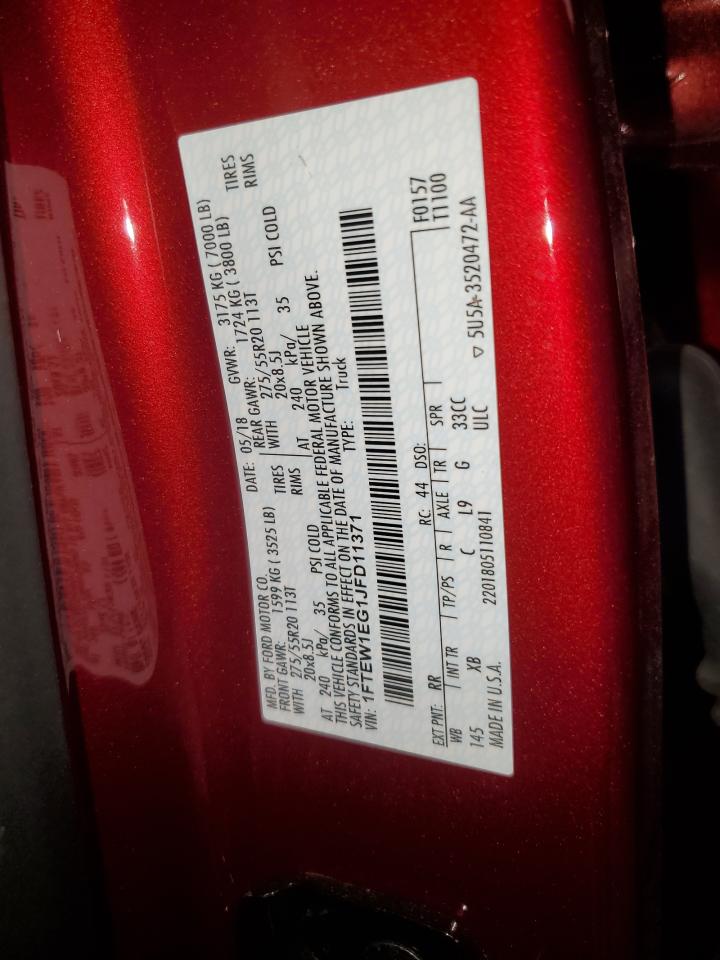 MFD. BY FORD MOTOR CO.
DATE: 05/18 GVWR: 3175 KG ( 7000 LB)
FRONT GAWR: 1599 KG ( 3525 LB)
REAR GAWR: 1724 KG ( 3800 LB)
WITH 275/55R20 113T TIRES
WITH 275/55R20 113T TIRES
20x8.5J RIMS
20x8.5J RIMS
AT 240 kPa/ 35 PSI COLD
AT 240 kPa/ 35 PSI COLD
THIS VEHICLE CONFORMS TO ALL APPLICABLE FEDERAL MOTOR VEHICLE
SAFETY STANDARDS IN EFFECT ON THE DATE OF MANUFACTURE SHOWN ABOVE.
VIN: 1FTEW1EG1JFD11371 TYPE: Truck
F0157
EXT PNT: RR RC: 44 DSO: T1100
WB INT TR TP/PS R AXLE TR SPR
145 XB C L9 G 33CC
ULC
MADE IN U.S.A. 2201805110841 ▽ 5U5A-3520472-AA